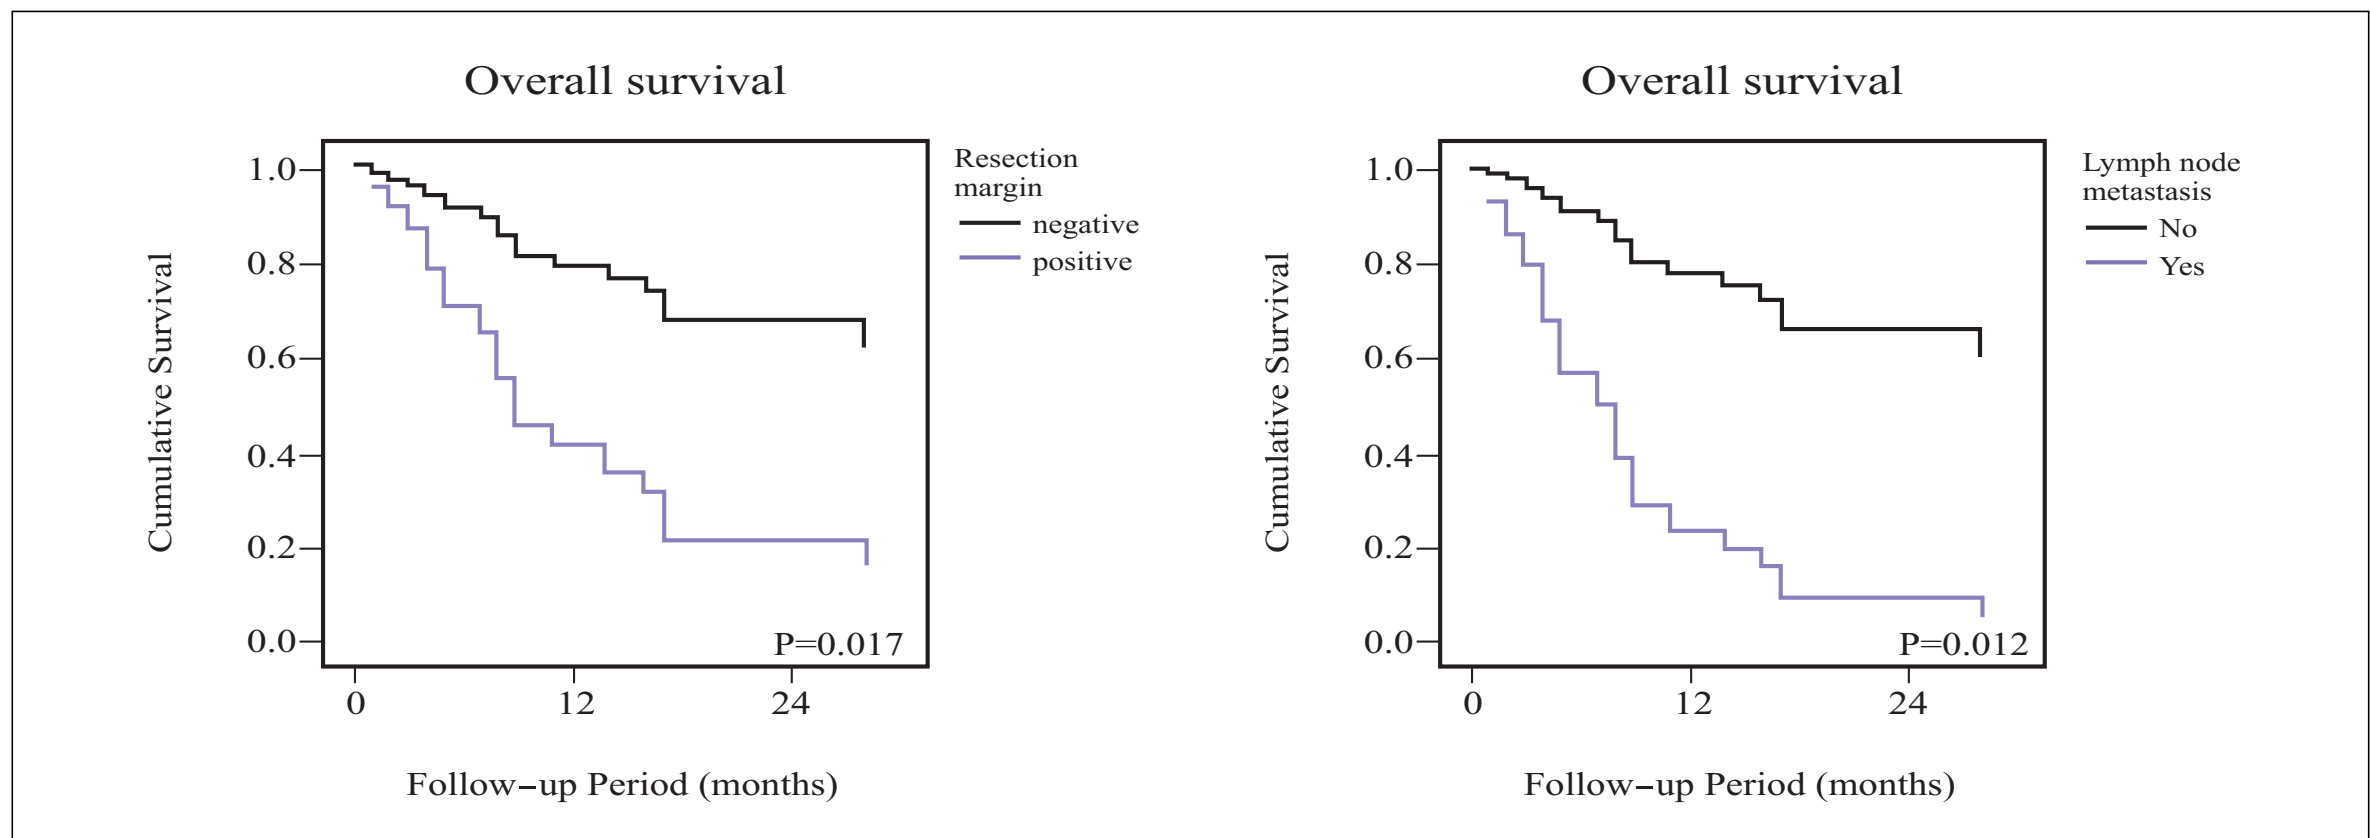 Overall survival
Resection
margin
negative
positive
Cumulative Survival
1.0
0.8
0.6
0.4
0.2
0.0
P=0.017
0 12 24
Follow-up Period (months)
Overall survival
Lymph node
metastasis
No
Yes
Cumulative Survival
1.0
0.8
0.6
0.4
0.2
0.0
P=0.012
0 12 24
Follow-up Period (months)